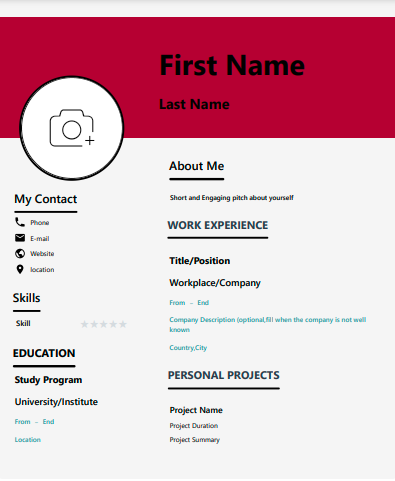 First Name
Last Name
My Contact
Phone
E-mail
Website
location
Skills
Skill
EDUCATION
Study Program
University/Institute
From - End
Location
About Me
Short and Engaging pitch about yourself
WORK EXPERIENCE
Title/Position
Workplace/Company
From - End
Company Description (optional,fill when the company is not well
known
Country,City
PERSONAL PROJECTS
Project Name
Project Duration
Project Summary